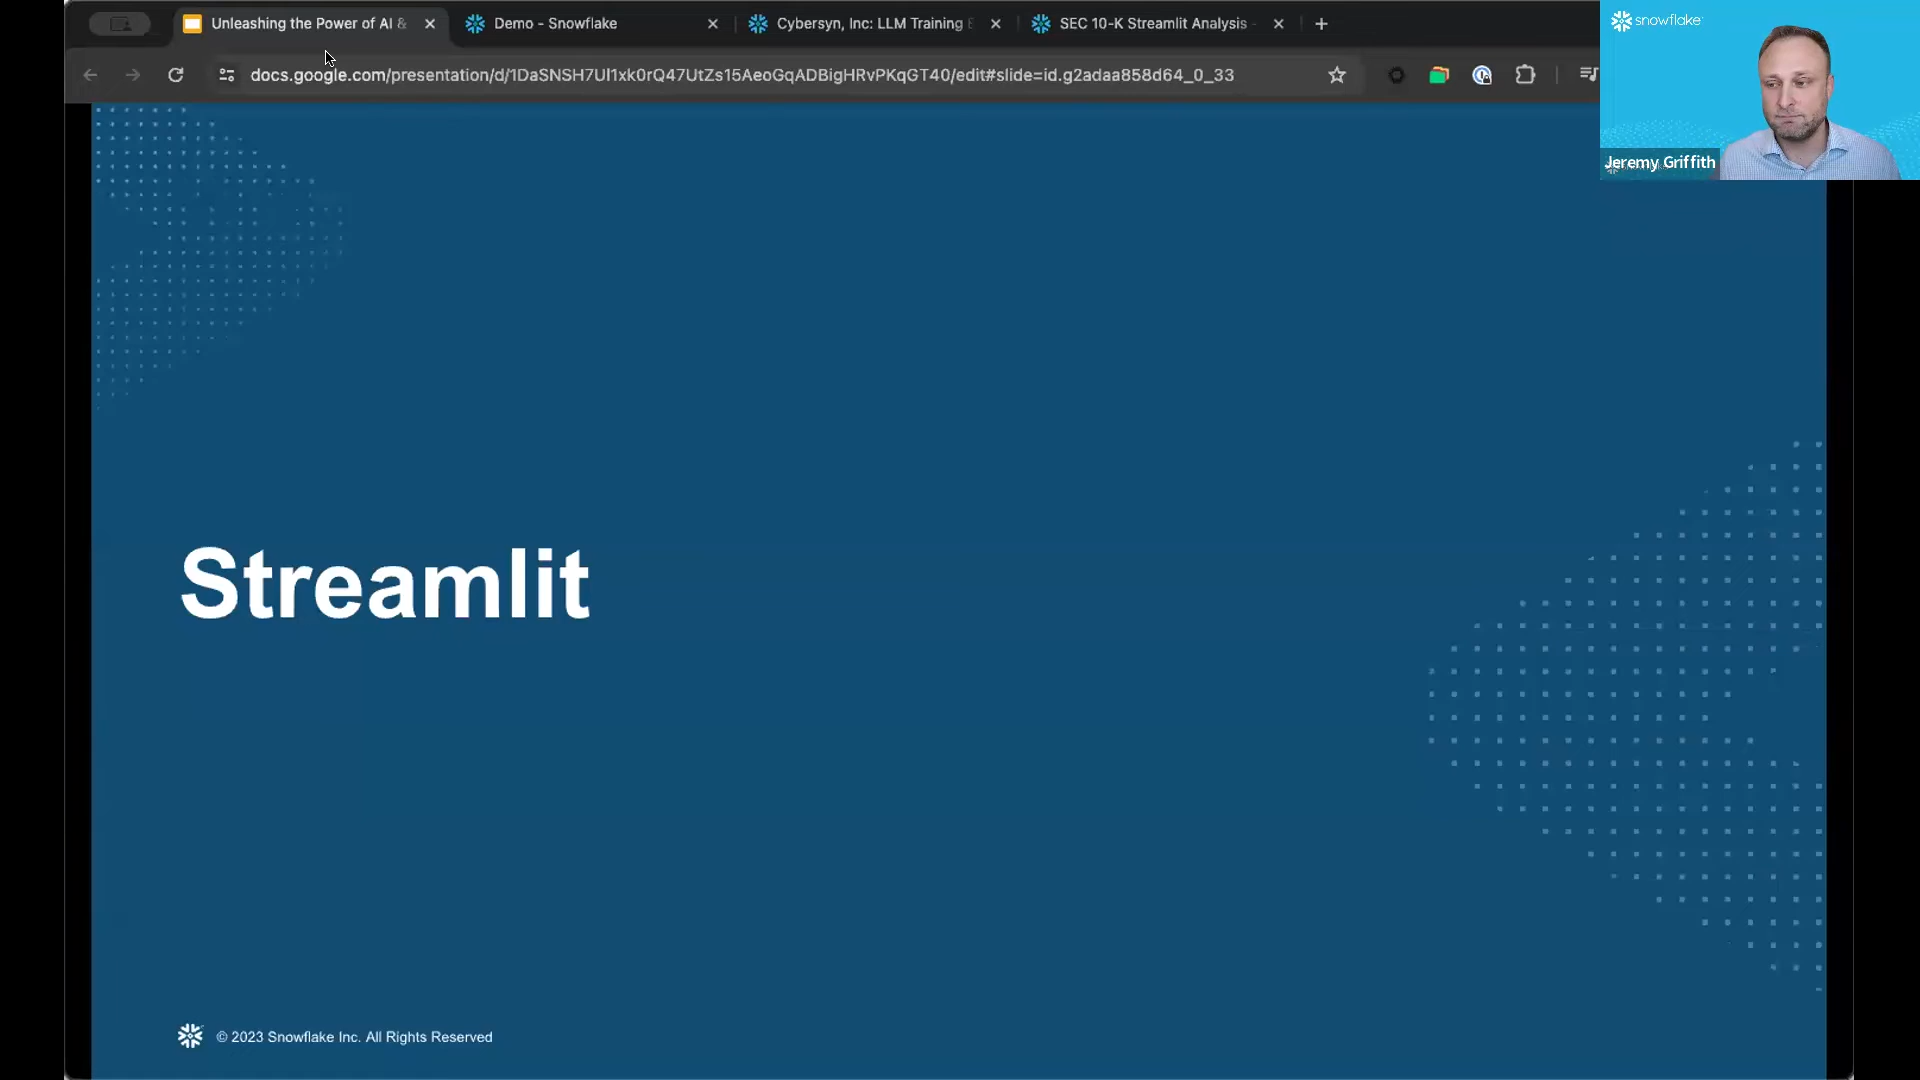 Unleashing the Power of AI &
Demo - Snowflake
Cybersyn, Inc: LLM Training
SEC 10-K Streamlit Analysis
docs.google.com/presentation/d/1DaSNSH7UI1xk0rQ47UtZs15AeoGqADBigHRvPKqGT40/edit#slide=id.g2adaa858d64_0_33
snowflake
Jeremy Griffith
Streamlit
© 2023 Snowflake Inc. All Rights Reserved